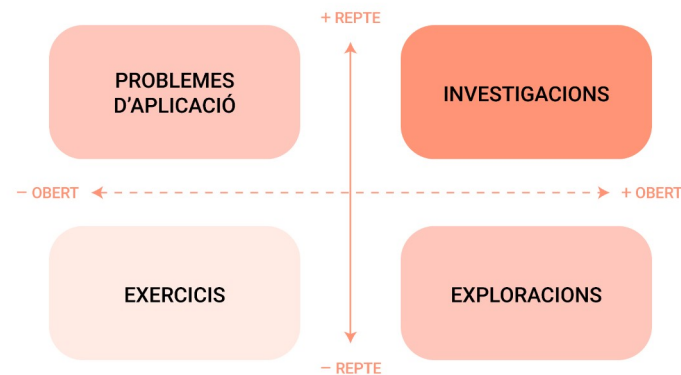 + REPTE
PROBLEMES
D'APLICACIÓ
INVESTIGACIONS
− OBERT
+ OBERT
EXERCICIS
EXPLORACIONS
− REPTE